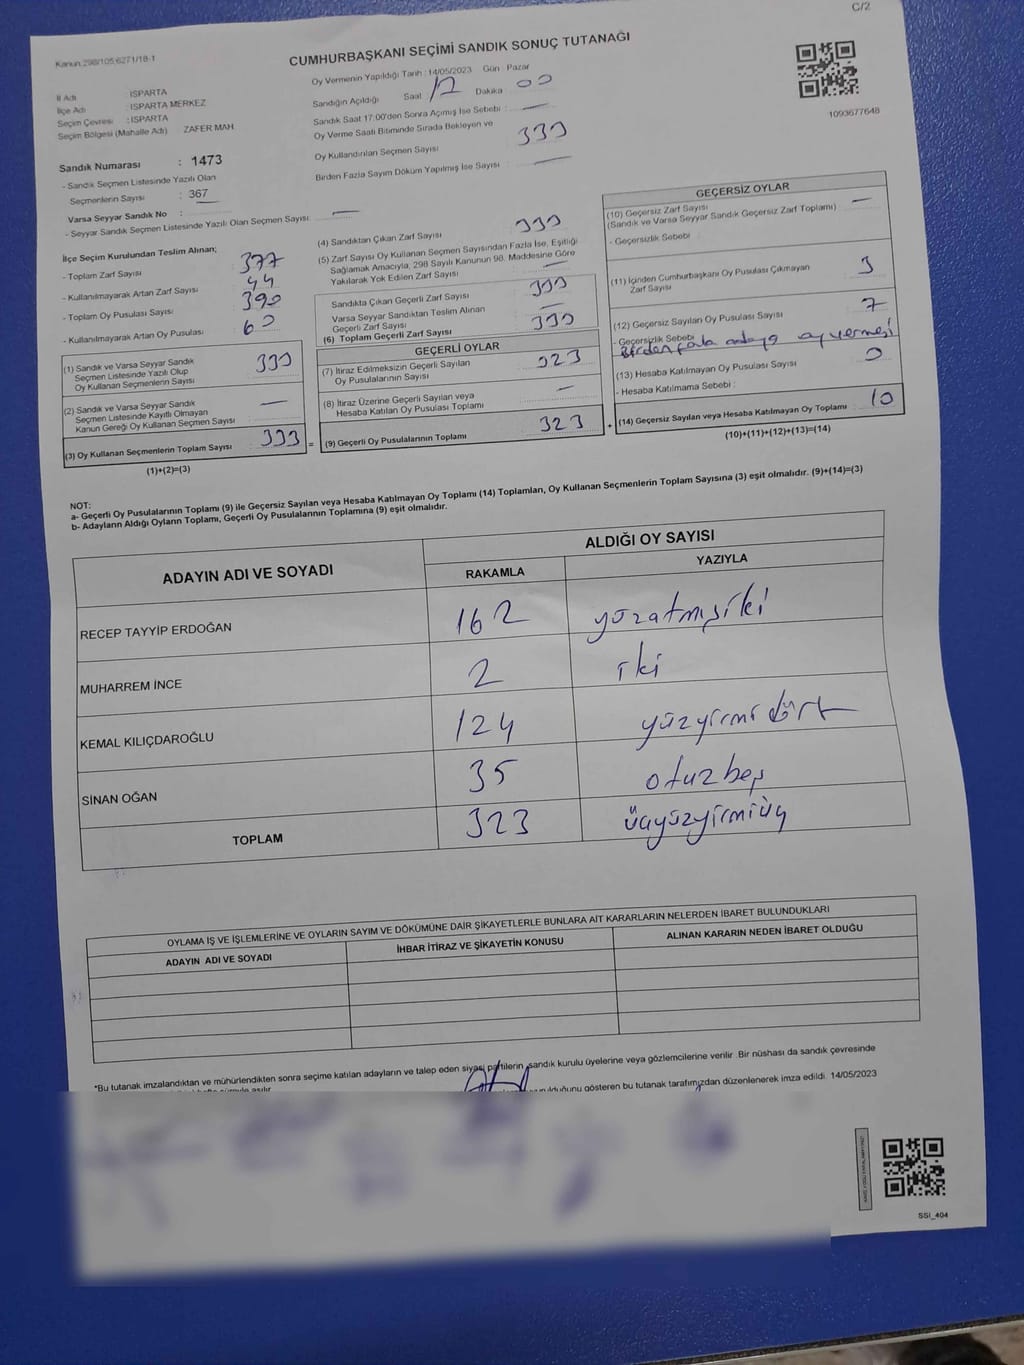 C/2
Kanun:298/105;6271/18-1
CUMHURBAŞKANI SEÇİMİ SANDIK SONUÇ TUTANAĞI
İl Adı : ISPARTA
İlçe Adı : ISPARTA MERKEZ
Seçim Çevresi : ISPARTA
Seçim Bölgesi (Mahalle Adı) ZAFER MAH.
Sandık Numarası : 1473
- Sandık Seçmen Listesinde Yazılı Olan
Seçmenlerin Sayısı : 367
Varsa Seyyar Sandık No :
- Seyyar Sandık Seçmen Listesinde Yazılı Olan Seçmen Sayısı: —
Oy Vermenin Yapıldığı Tarih : 14/05/2023 Gün : Pazar
Sandığın Açıldığı Saat : 17 Dakika : 00
Sandık Saat 17:00'den Sonra Açılmış İse Sebebi : —
Oy Verme Saati Bitiminde Sırada Bekleyen ve
Oy Kullandırılan Seçmen Sayısı 333
Birden Fazla Sayım Döküm Yapılmış İse Sayısı : —
1093677648
İlçe Seçim Kurulundan Teslim Alınan;
- Toplam Zarf Sayısı 377
- Kullanılmayarak Artan Zarf Sayısı 44
- Toplam Oy Pusulası Sayısı 390
- Kullanılmayarak Artan Oy Pusulası 60
(1) Sandık ve Varsa Seyyar Sandık
Seçmen Listesinde Yazılı Olup
Oy Kullanan Seçmenlerin Sayısı 333
(2) Sandık ve Varsa Seyyar Sandık
Seçmen Listesinde Kayıtlı Olmayan
Kanun Gereği Oy Kullanan Seçmen Sayısı —
(3) Oy Kullanan Seçmenlerin Toplam Sayısı 333 =
(1)+(2)=(3)
(4) Sandıktan Çıkan Zarf Sayısı 333
(5) Zarf Sayısı Oy Kullanan Seçmen Sayısından Fazla İse, Eşitliği
Sağlamak Amacıyla, 298 Sayılı Kanunun 98. Maddesine Göre
Yakılarak Yok Edilen Zarf Sayısı —
Sandıkta Çıkan Geçerli Zarf Sayısı 333
Varsa Seyyar Sandıktan Teslim Alınan
Geçerli Zarf Sayısı —
(6) Toplam Geçerli Zarf Sayısı 333
GEÇERLİ OYLAR
(7) İtiraz Edilmeksizin Geçerli Sayılan
Oy Pusulalarının Sayısı 323
(8) İtiraz Üzerine Geçerli Sayılan veya
Hesaba Katılan Oy Pusulası Toplamı —
(9) Geçerli Oy Pusulalarının Toplamı 323 +
GEÇERSİZ OYLAR
(10) Geçersiz Zarf Sayısı —
(Sandık ve Varsa Seyyar Sandık Geçersiz Zarf Toplamı)
- Geçersizlik Sebebi :
(11) İçinden Cumhurbaşkanı Oy Pusulası Çıkmayan
Zarf Sayısı 3
(12) Geçersiz Sayılan Oy Pusulası Sayısı 7
- Geçersizlik Sebebi Birden fazla adaya oy vermesi
(13) Hesaba Katılmayan Oy Pusulası Sayısı 0
- Hesaba Katılmama Sebebi :
(14) Geçersiz Sayılan veya Hesaba Katılmayan Oy Toplamı 10
(10)+(11)+(12)+(13)=(14)
NOT:
a- Geçerli Oy Pusulalarının Toplamı (9) ile Geçersiz Sayılan veya Hesaba Katılmayan Oy Toplamı (14) Toplamları, Oy Kullanan Seçmenlerin Toplam Sayısına (3) eşit olmalıdır. (9)+(14)=(3)
b- Adayların Aldığı Oyların Toplamı, Geçerli Oy Pusulalarının Toplamına (9) eşit olmalıdır.
ADAYIN ADI VE SOYADI ALDIĞI OY SAYISI
RAKAMLA YAZIYLA
RECEP TAYYİP ERDOĞAN 162 yüzatmışiki
MUHARREM İNCE 2 iki
KEMAL KILIÇDAROĞLU 124 yüzyirmi dört
SİNAN OĞAN 35 otuzbeş
TOPLAM 323 üçyüzyirmiüç
OYLAMA İŞ VE İŞLEMLERİNE VE OYLARIN SAYIM VE DÖKÜMÜNE DAİR ŞİKAYETLERLE BUNLARA AİT KARARLARIN NELERDEN İBARET BULUNDUKLARI
ADAYIN ADI VE SOYADI İHBAR İTİRAZ VE ŞİKAYETİN KONUSU ALINAN KARARIN NEDEN İBARET OLDUĞU
*Bu tutanak imzalandıktan ve mühürlendikten sonra seçime katılan adayların ve talep eden siyasi partilerin sandık kurulu üyelerine veya gözlemcilerine verilir. Bir nüshası da sandık çevresinde
olduğunu gösteren bu tutanak tarafımızdan düzenlenerek imza edildi. 14/05/2023
SSI_404